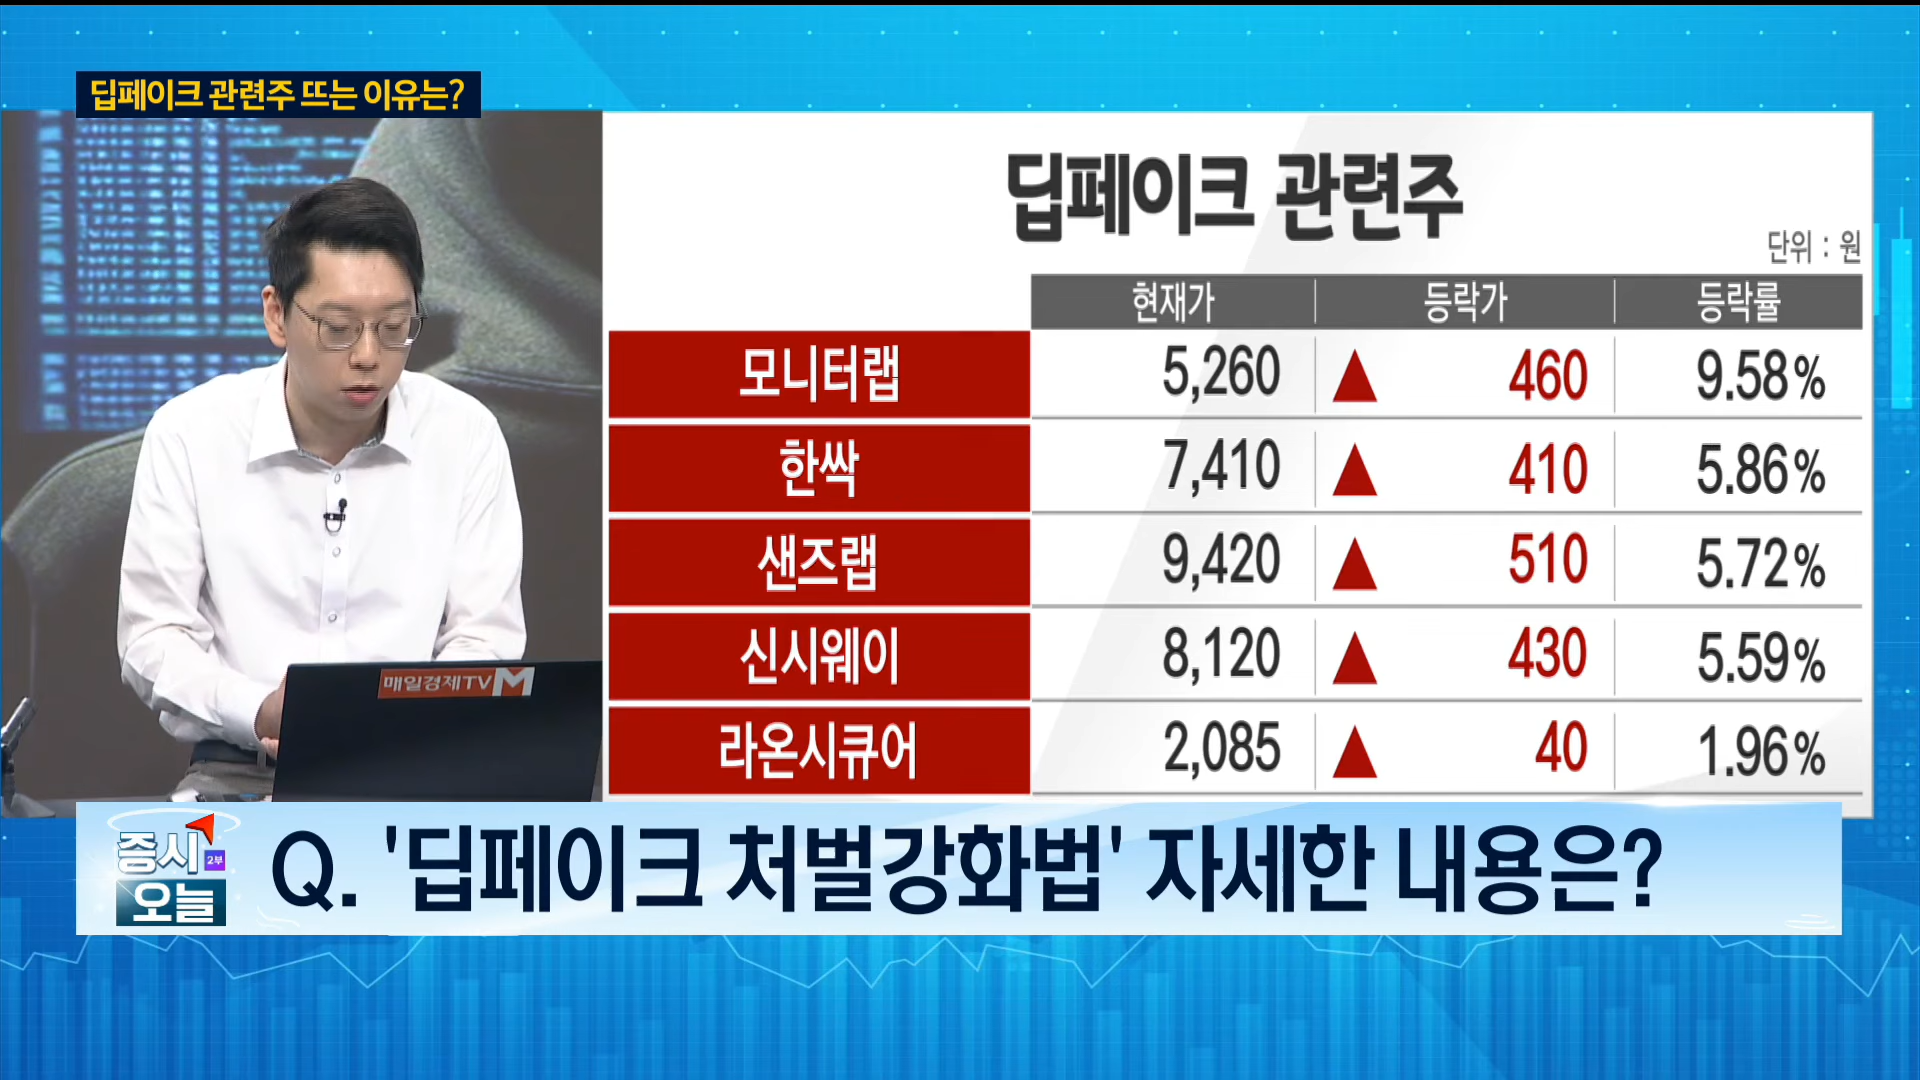 딥페이크 관련주 뜨는 이유는?
딥페이크 관련주
단위 : 원
현재가 등락가 등락률
모니터랩 5,260 ▲ 460 9.58%
한싹 7,410 ▲ 410 5.86%
샌즈랩 9,420 ▲ 510 5.72%
신시웨이 8,120 ▲ 430 5.59%
라온시큐어 2,085 ▲ 40 1.96%
매일경제TV M
증시 2부
오늘
Q. '딥페이크 처벌강화법' 자세한 내용은?